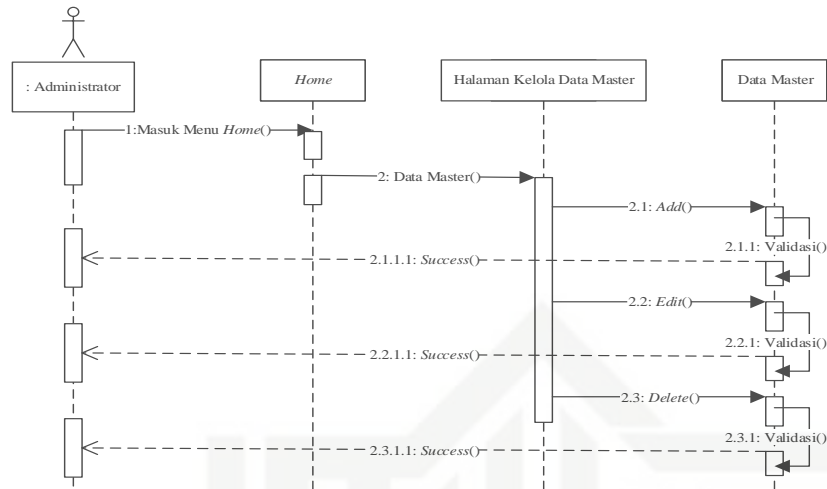 : Administrator
Home
Halaman Kelola Data Master
Data Master
1:Masuk Menu Home()
2: Data Master()
2.1: Add()
2.1.1: Validasi()
2.1.1.1: Success()
2.2: Edit()
2.2.1: Validasi()
2.2.1.1: Success()
2.3: Delete()
2.3.1: Validasi()
2.3.1.1: Success()